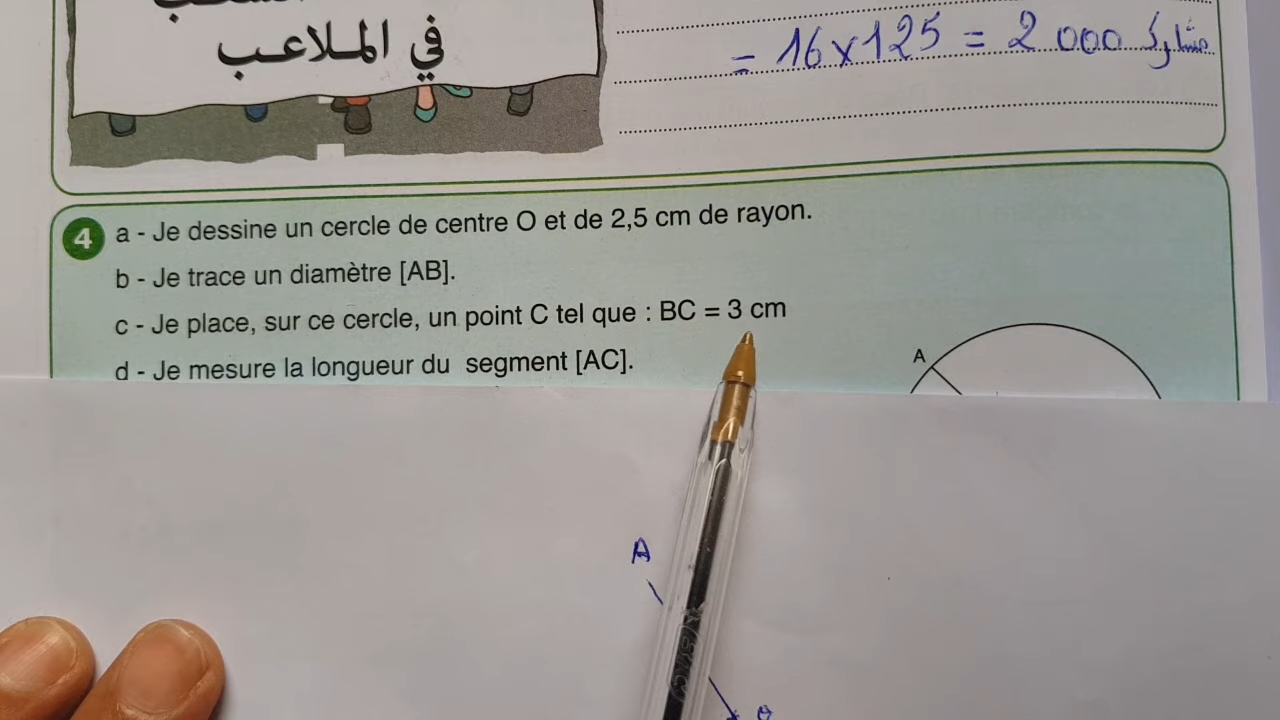 في الملاعب
= 16 x 125 = 2 000 مشارك
4 a - Je dessine un cercle de centre O et de 2,5 cm de rayon.
b - Je trace un diamètre [AB].
c - Je place, sur ce cercle, un point C tel que : BC = 3 cm
d - Je mesure la longueur du segment [AC].
A
A